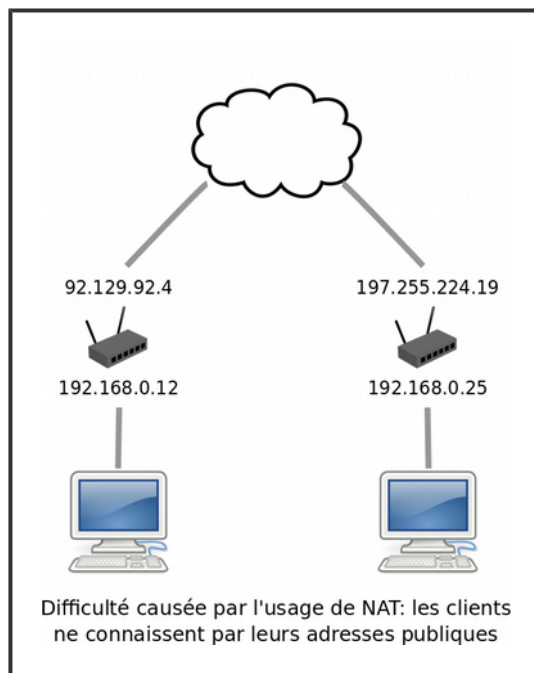 92.129.92.4
197.255.224.19
192.168.0.12
192.168.0.25
Difficulté causée par l'usage de NAT: les clients
ne connaissent par leurs adresses publiques